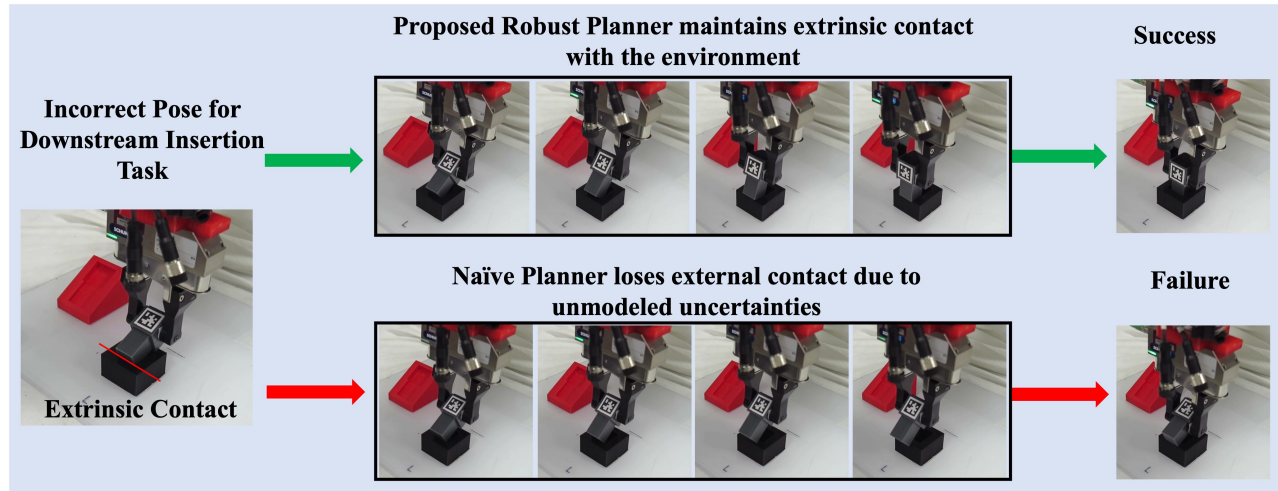 Proposed Robust Planner maintains extrinsic contact
with the environment
Success
Incorrect Pose for
Downstream Insertion
Task
Extrinsic Contact
Naïve Planner loses external contact due to
unmodeled uncertainties
Failure